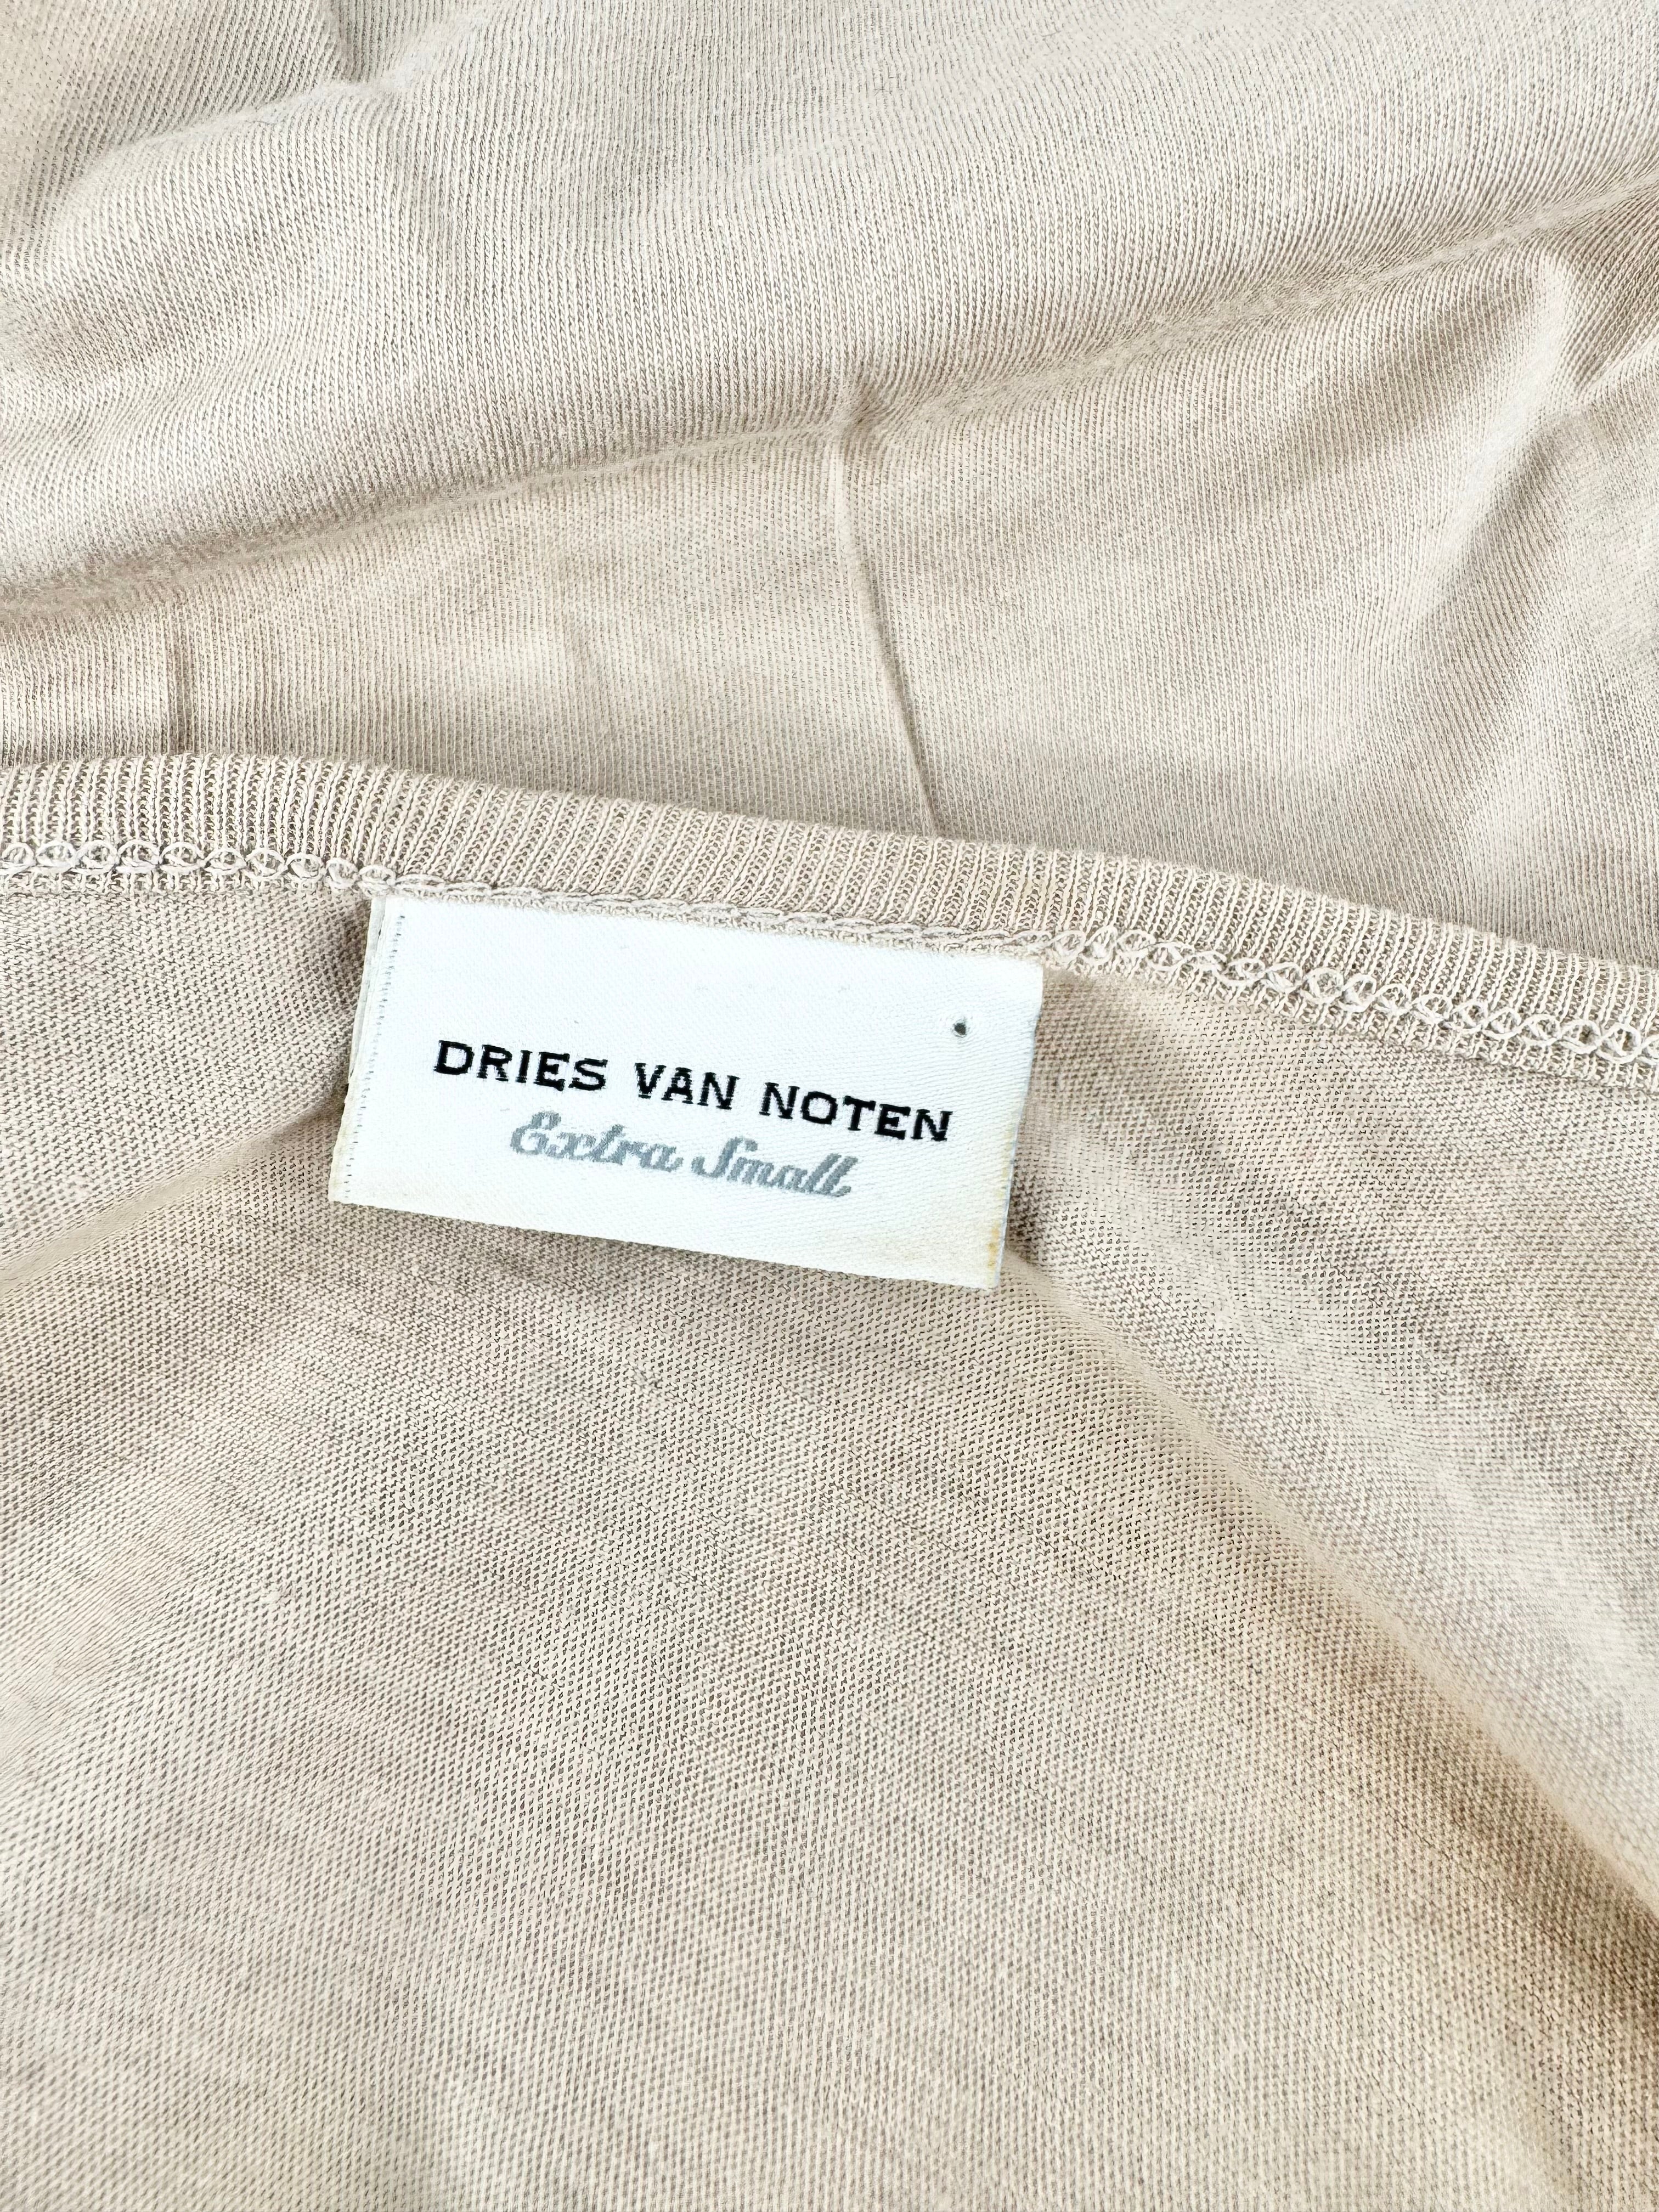 DRIES VAN NOTEN
Extra Small